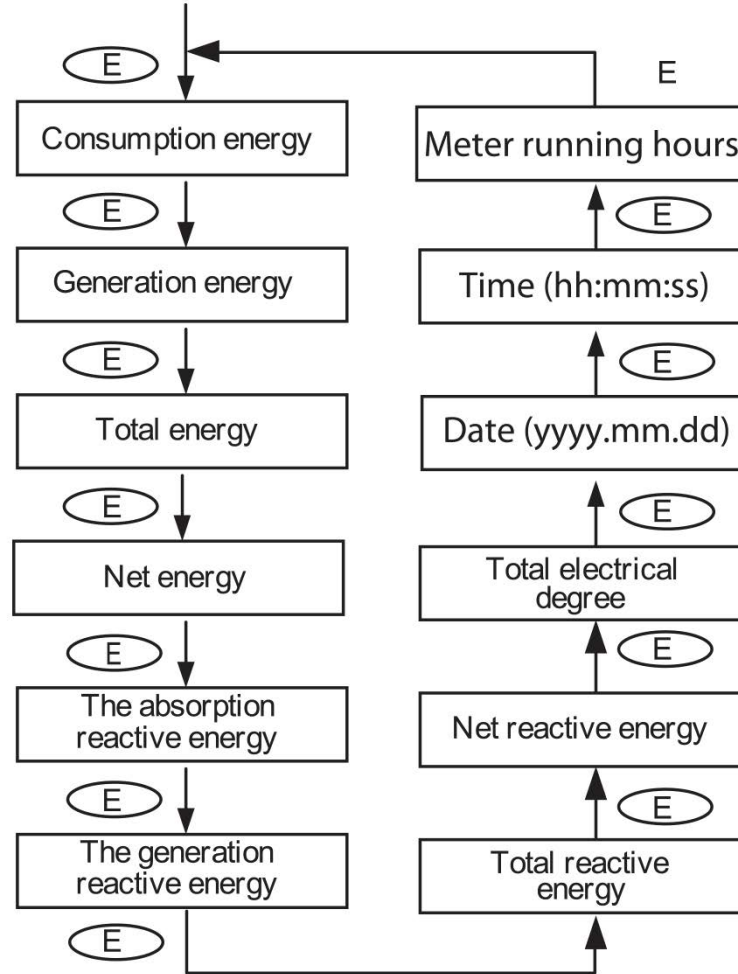 E
Consumption energy
E
Generation energy
E
Total energy
E
Net energy
E
The absorption
reactive energy
E
The generation
reactive energy
E
Total reactive
energy
E
Net reactive energy
E
Total electrical
degree
E
Date (yyyy.mm.dd)
E
Time (hh:mm:ss)
E
Meter running hours
E